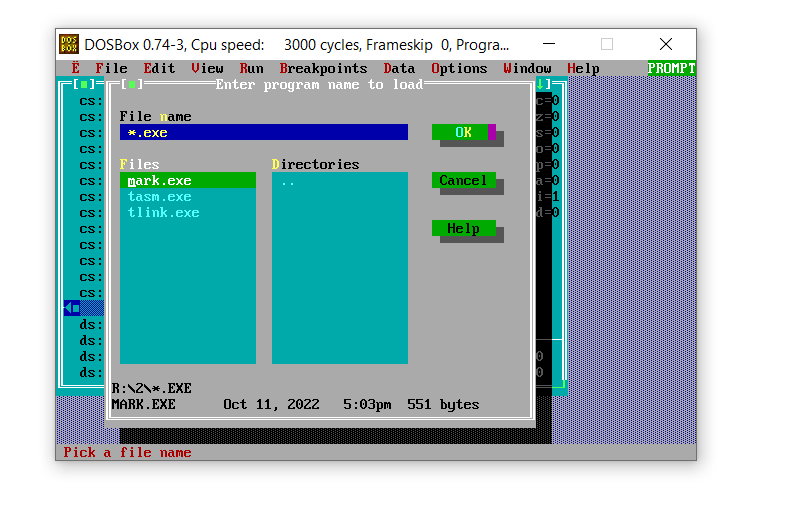 DOSBox 0.74-3, Cpu speed: 3000 cycles, Frameskip 0, Progra...
Ë File Edit View Run Breakpoints Data Options Window Help PROMPT
[■] Enter program name to load [↓]
cs: c=0
File name
cs: z=0
*.exe OK
cs: s=0
cs: o=0
Files Directories
cs: p=0
mark.exe .. Cancel
cs: a=0
tasm.exe
cs: i=1
tlink.exe
cs: d=1
cs: Help
cs:
cs:
cs:
cs:
ds:
ds:
ds: 0
ds: 0
R:\2\*.EXE
MARK.EXE Oct 11, 2022 5:03pm 551 bytes
Pick a file name